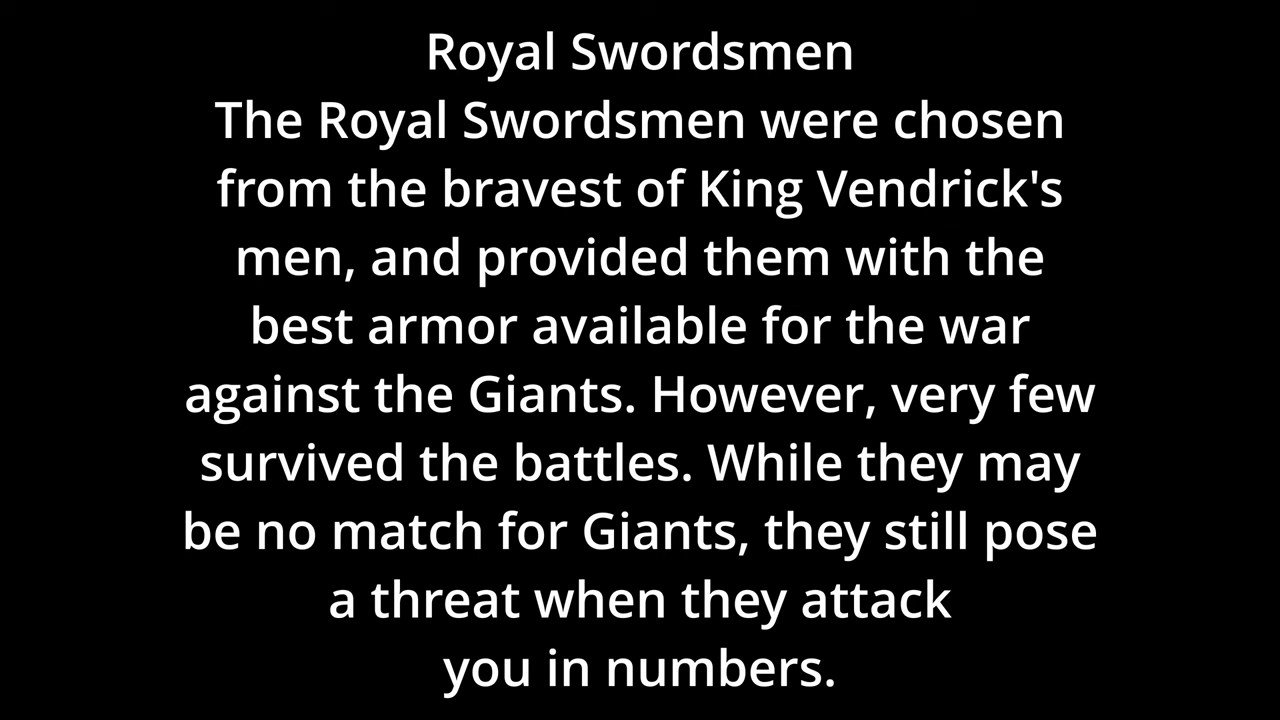 Royal Swordsmen
The Royal Swordsmen were chosen
from the bravest of King Vendrick's
men, and provided them with the
best armor available for the war
against the Giants. However, very few
survived the battles. While they may
be no match for Giants, they still pose
a threat when they attack
you in numbers.